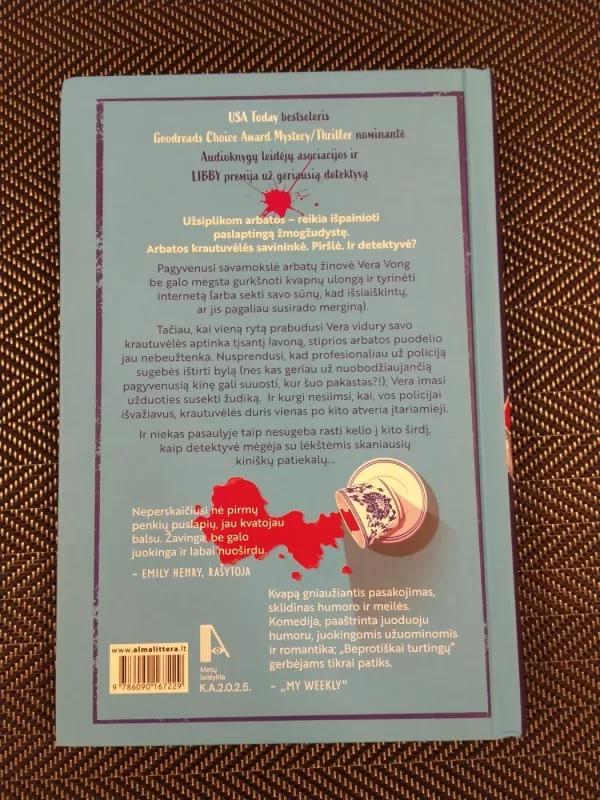 USA Today bestseleris
Goodreads Choice Award Mystery/Thriller nominantė
Audioknygų leidėjų asociacijos ir
LIBBY premija už geriausią detektyvą
Užsiplikom arbatos – reikia išpainioti
paslaptingą žmogžudystę.
Arbatos krautuvėlės savininkė. Piršlė. Ir detektyvė?
Pagyvenusi savamokslė arbatų žinovė Vera Vong
be galo mėgsta gurkšnoti kvapnų ulongą ir tyrinėti
internetą (arba sekti savo sūnų, kad išsiaiškintų,
ar jis pagaliau susirado merginą).
Tačiau, kai vieną rytą prabudusi Vera vidury savo
krautuvėlės aptinka tįsantį lavoną, stiprios arbatos puodelio
jau nebeužtenka. Nusprendusi, kad profesionaliau už policiją
sugebės ištirti bylą (nes kas geriau už nuobodžiaujančią
pagyvenusią kinę gali suuosti, kur šuo pakastas?!), Vera imasi
užduoties susekti žudiką. Ir kurgi nesiimsi, kai, vos policijai
išvažiavus, krautuvėlės duris vienas po kito atveria įtariamieji.
Ir niekas pasaulyje taip nesugeba rasti kelio į kito širdį,
kaip detektyvė mėgėja su lėkštėmis skaniausių
kiniškų patiekalų...
Neperskaičiusi nė pirmų
penkių puslapių, jau kvatojau
balsu. Žavinga, be galo
juokinga ir labai nuoširdu.
– EMILY HENRY, RAŠYTOJA
Kvapą gniaužiantis pasakojimas,
sklidinas humoro ir meilės.
Komedija, paaštrinta juoduoju
humoru, juokingomis užuominomis
ir romantika; „Beprotiškai turtingų"
gerbėjams tikrai patiks.
– „MY WEEKLY"
www.almalittera.lt
9 786090 167229
Metų
leidykla
K.A.2.0.2.5.